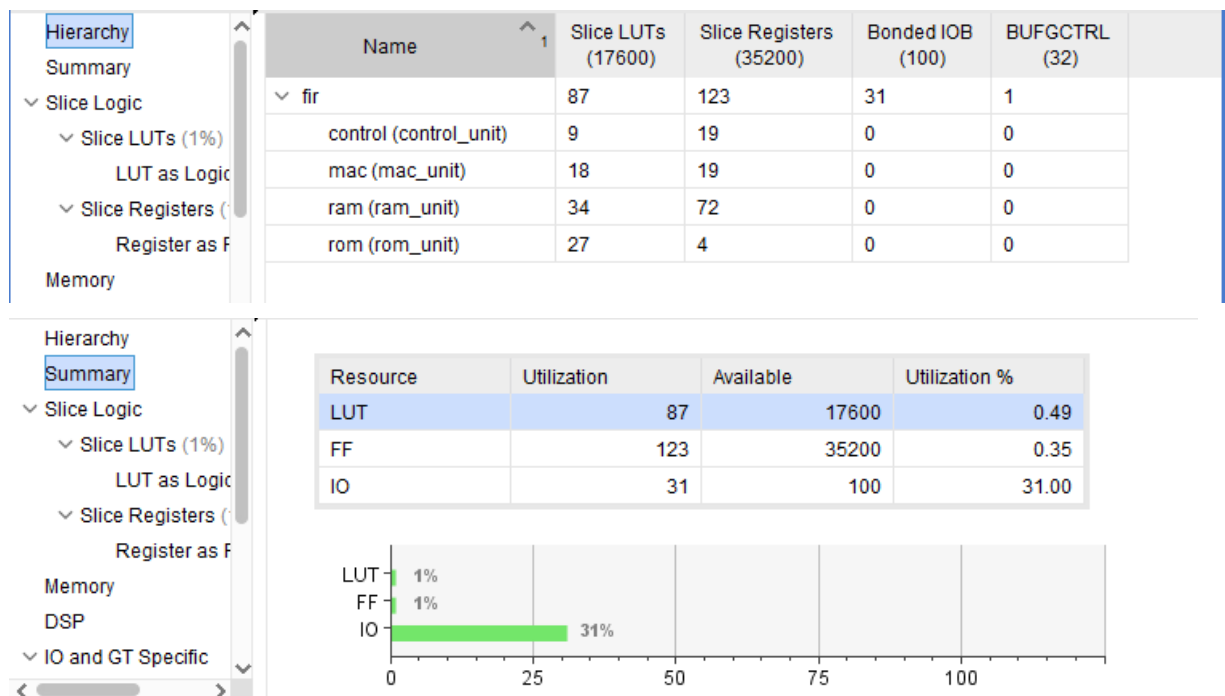 Hierarchy
Summary
Slice Logic
Slice LUTs (1%)
LUT as Logic
Slice Registers (
Register as F
Memory
Name 1 Slice LUTs (17600) Slice Registers (35200) Bonded IOB (100) BUFGCTRL (32)
fir 87 123 31 1
control (control_unit) 9 19 0 0
mac (mac_unit) 18 19 0 0
ram (ram_unit) 34 72 0 0
rom (rom_unit) 27 4 0 0
Hierarchy
Summary
Slice Logic
Slice LUTs (1%)
LUT as Logic
Slice Registers (
Register as F
Memory
DSP
IO and GT Specific
Resource Utilization Available Utilization %
LUT 87 17600 0.49
FF 123 35200 0.35
IO 31 100 31.00
LUT 1%
FF 1%
IO 31%
0 25 50 75 100